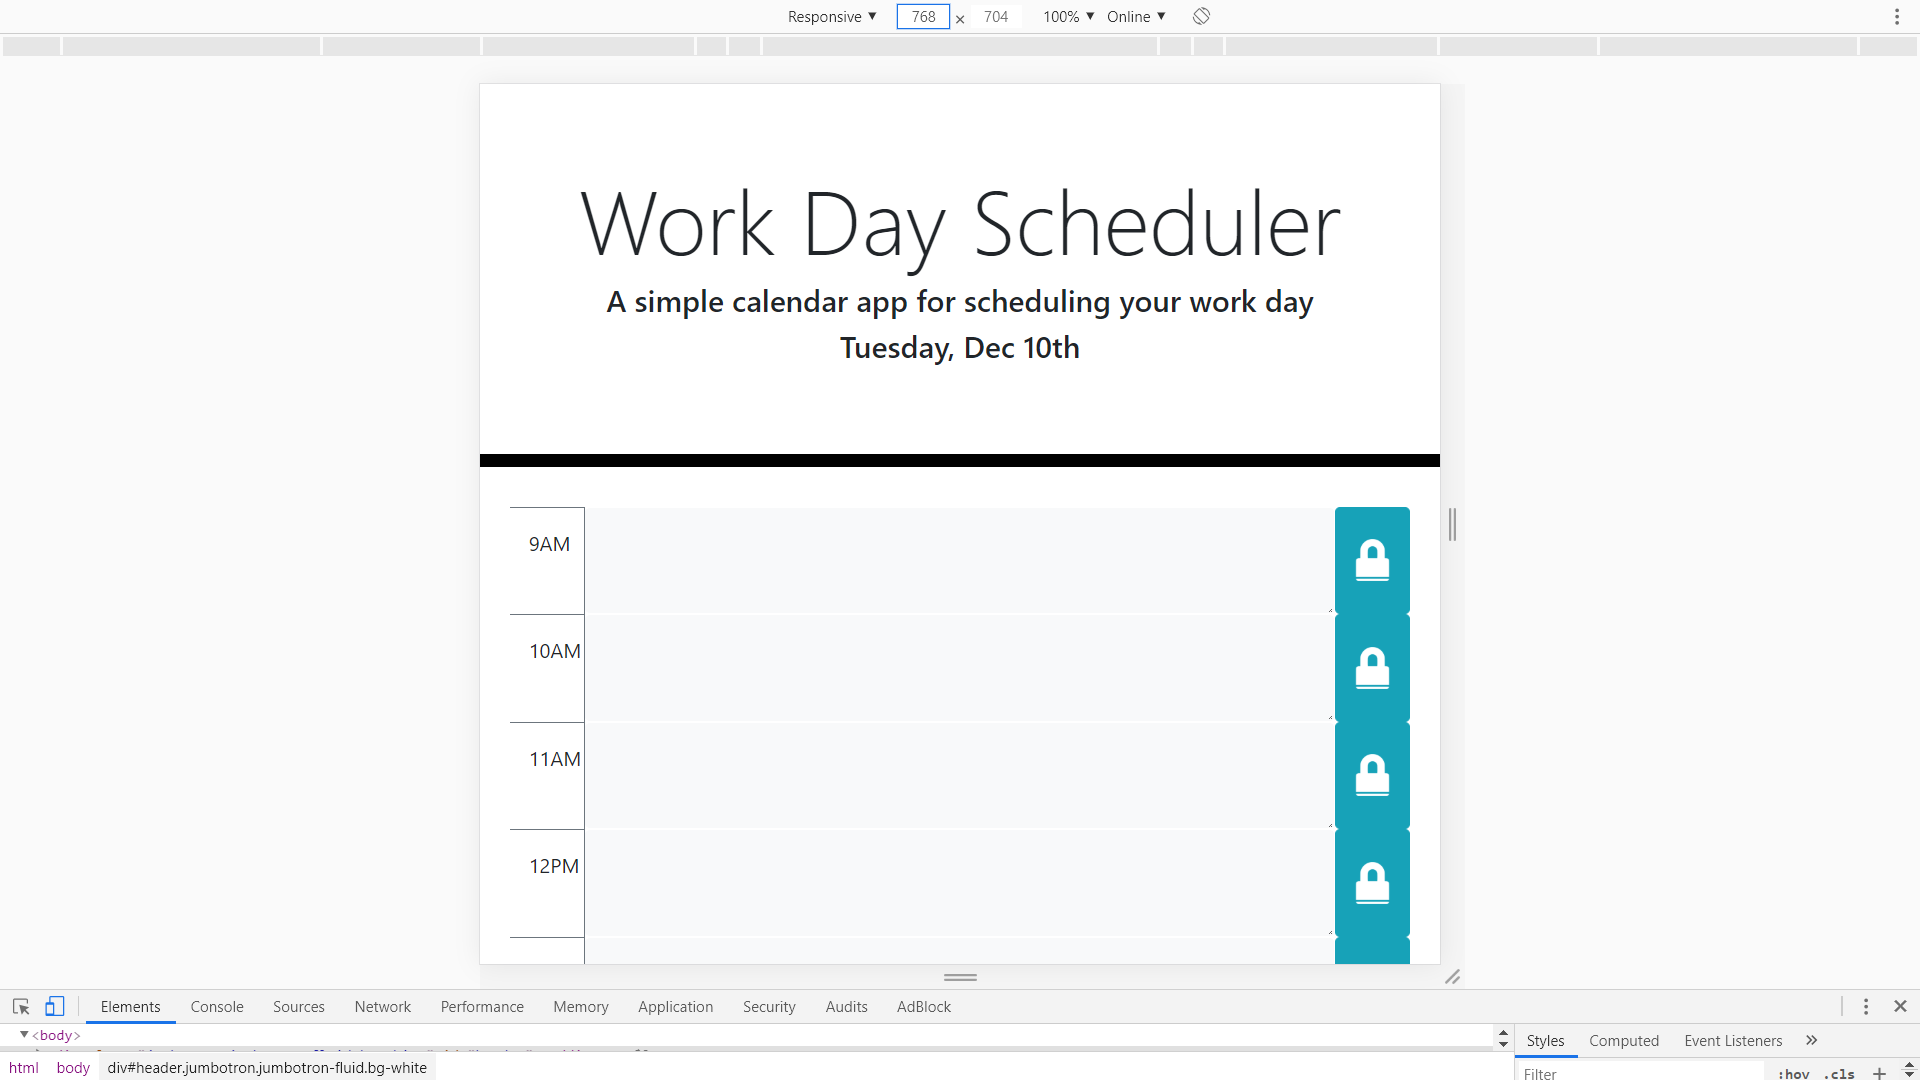 Responsive ▼ 768 × 704 100% ▼ Online ▼
Work Day Scheduler
A simple calendar app for scheduling your work day
Tuesday, Dec 10th
9AM
10AM
11AM
12PM
Elements Console Sources Network Performance Memory Application Security Audits AdBlock
▼<body>
Styles Computed Event Listeners »
html body div#header.jumbotron.jumbotron-fluid.bg-white
Filter :hov .cls +